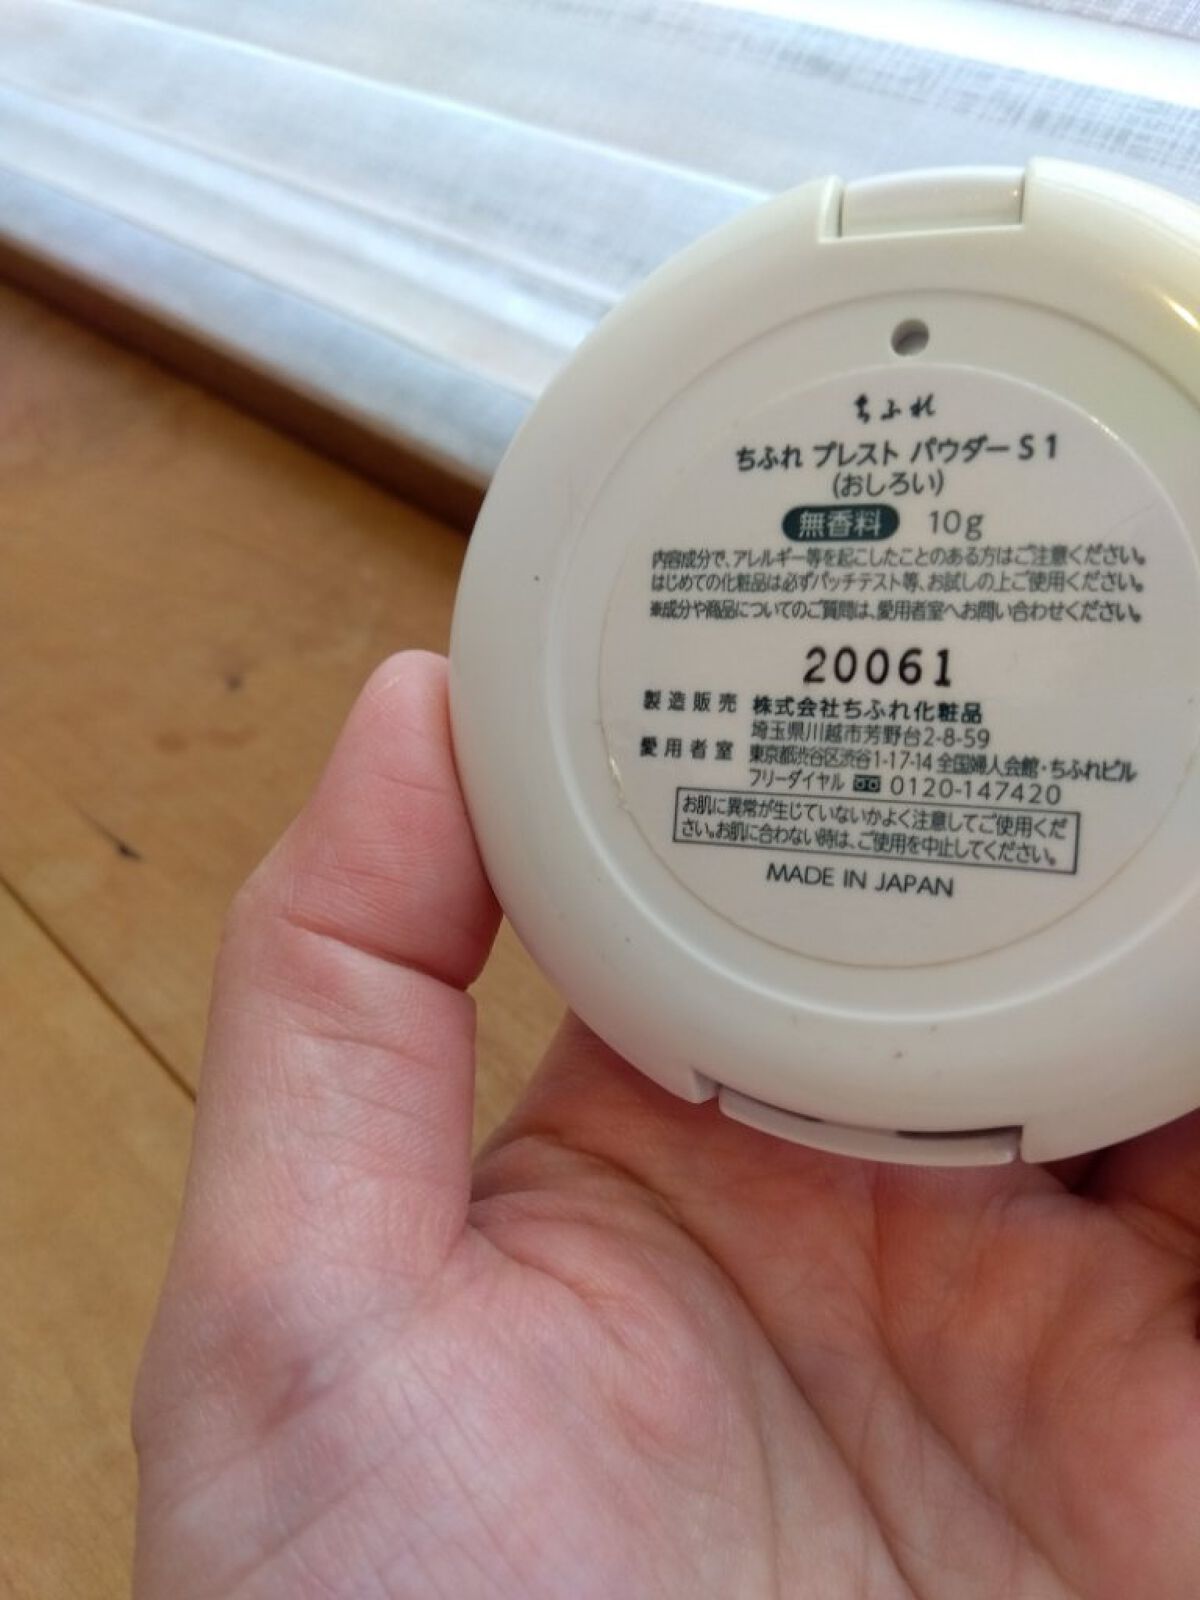 ちふれ
ちふれ プレスト パウダー S 1
(おしろい)
無香料 10g
内容成分で、アレルギー等を起こしたことのある方はご注意ください。
はじめての化粧品は必ずパッチテスト等、お試しの上ご使用ください。
※成分や商品についてのご質問は、愛用者室へお問い合わせください。
20061
製造販売 株式会社ちふれ化粧品
埼玉県川越市芳野台2-8-59
愛用者室 東京都渋谷区渋谷1-17-14 全国婦人会館・ちふれビル
フリーダイヤル 0120-147420
お肌に異常が生じていないかよく注意してご使用くだ
さい。お肌に合わない時は、ご使用を中止してください。
MADE IN JAPAN